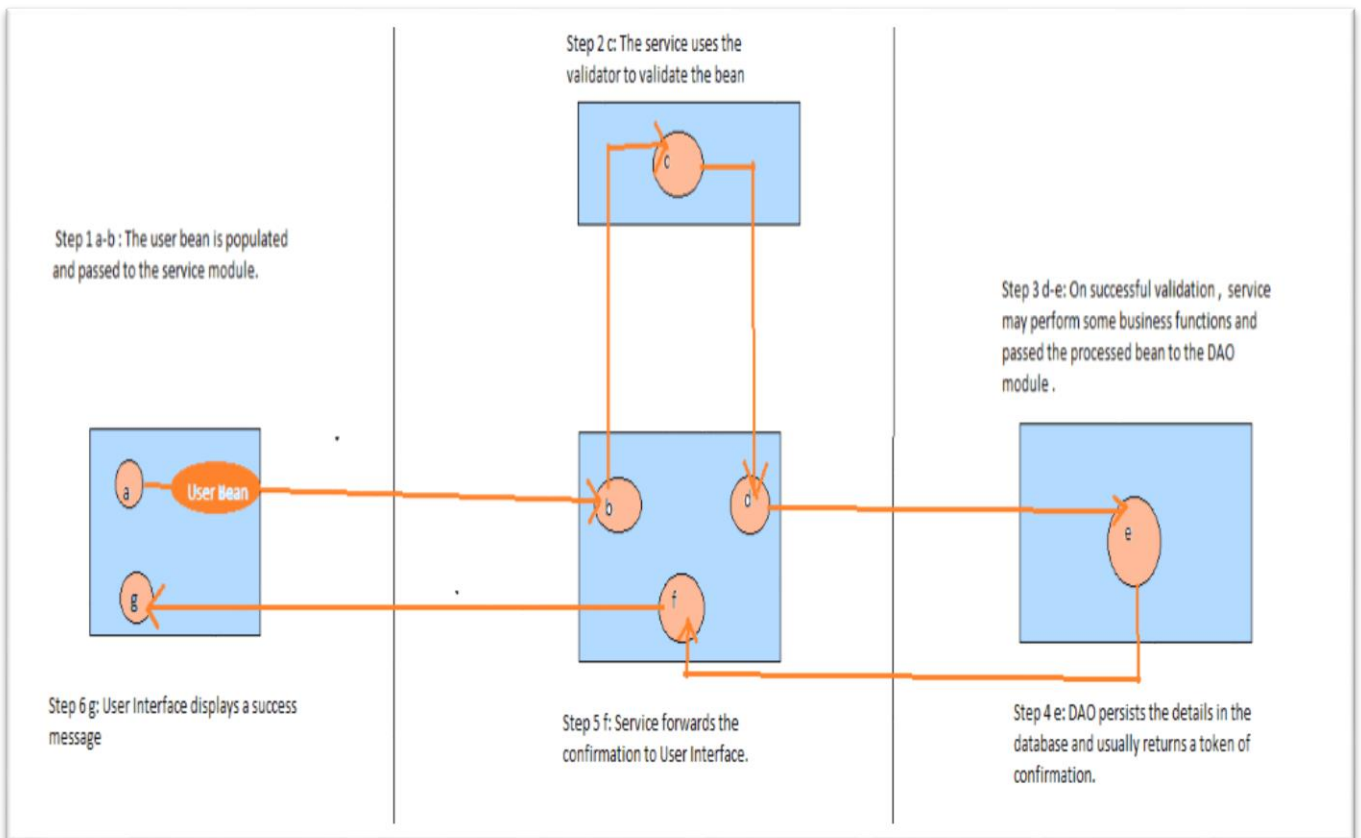 Step 2 c: The service uses the
validator to validate the bean
c
Step 1 a-b : The user bean is populated
and passed to the service module.
Step 3 d-e: On successful validation , service
may perform some business functions and
passed the processed bean to the DAO
module .
a
User Bean
b
d
e
g
f
Step 6 g: User Interface displays a success
message
Step 5 f: Service forwards the
confirmation to User Interface.
Step 4 e: DAO persists the details in the
database and usually returns a token of
confirmation.